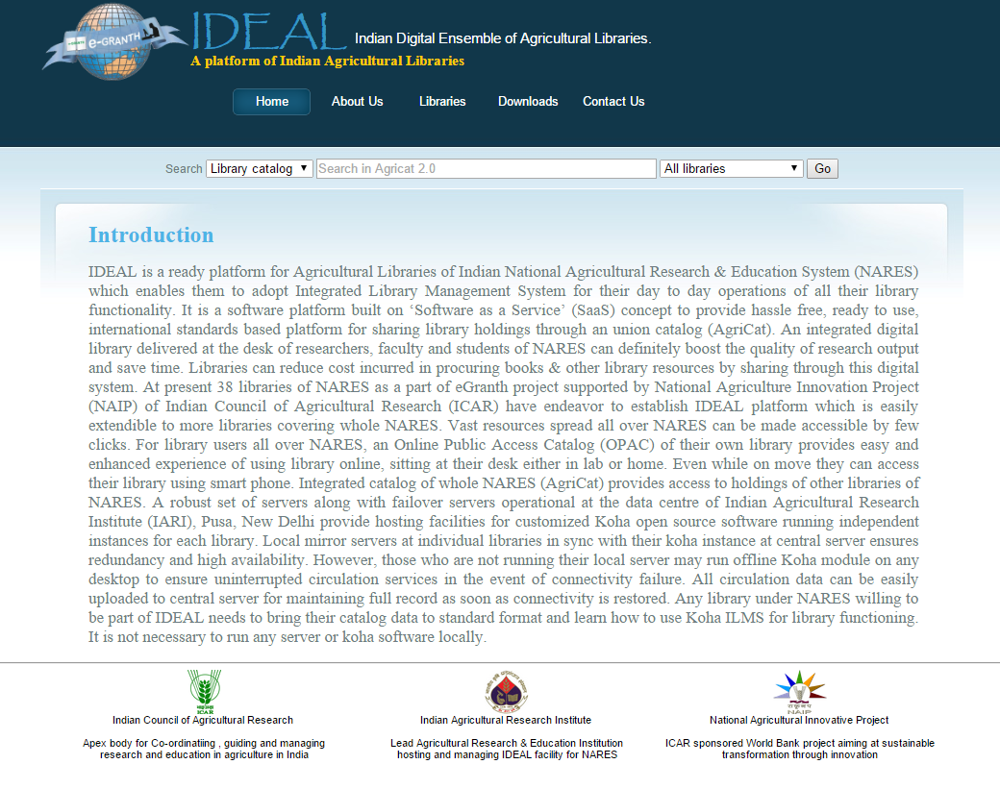 e-GRANTH
IDEAL Indian Digital Ensemble of Agricultural Libraries.
A platform of Indian Agricultural Libraries
Home About Us Libraries Downloads Contact Us
Search Library catalog Search in Agricat 2.0 All libraries Go
Introduction
IDEAL is a ready platform for Agricultural Libraries of Indian National Agricultural Research & Education System (NARES)
which enables them to adopt Integrated Library Management System for their day to day operations of all their library
functionality. It is a software platform built on ‘Software as a Service’ (SaaS) concept to provide hassle free, ready to use,
international standards based platform for sharing library holdings through an union catalog (AgriCat). An integrated digital
library delivered at the desk of researchers, faculty and students of NARES can definitely boost the quality of research output
and save time. Libraries can reduce cost incurred in procuring books & other library resources by sharing through this digital
system. At present 38 libraries of NARES as a part of eGranth project supported by National Agriculture Innovation Project
(NAIP) of Indian Council of Agricultural Research (ICAR) have endeavor to establish IDEAL platform which is easily
extendible to more libraries covering whole NARES. Vast resources spread all over NARES can be made accessible by few
clicks. For library users all over NARES, an Online Public Access Catalog (OPAC) of their own library provides easy and
enhanced experience of using library online, sitting at their desk either in lab or home. Even while on move they can access
their library using smart phone. Integrated catalog of whole NARES (AgriCat) provides access to holdings of other libraries of
NARES. A robust set of servers along with failover servers operational at the data centre of Indian Agricultural Research
Institute (IARI), Pusa, New Delhi provide hosting facilities for customized Koha open source software running independent
instances for each library. Local mirror servers at individual libraries in sync with their koha instance at central server ensures
redundancy and high availability. However, those who are not running their local server may run offline Koha module on any
desktop to ensure uninterrupted circulation services in the event of connectivity failure. All circulation data can be easily
uploaded to central server for maintaining full record as soon as connectivity is restored. Any library under NARES willing to
be part of IDEAL needs to bring their catalog data to standard format and learn how to use Koha ILMS for library functioning.
It is not necessary to run any server or koha software locally.
ICAR NAIP
Indian Council of Agricultural Research Indian Agricultural Research Institute National Agricultural Innovative Project
Apex body for Co-ordinatiing , guiding and managing Lead Agricultural Research & Education Institution ICAR sponsored World Bank project aiming at sustainable
research and education in agriculture in India hosting and managing IDEAL facility for NARES transformation through innovation